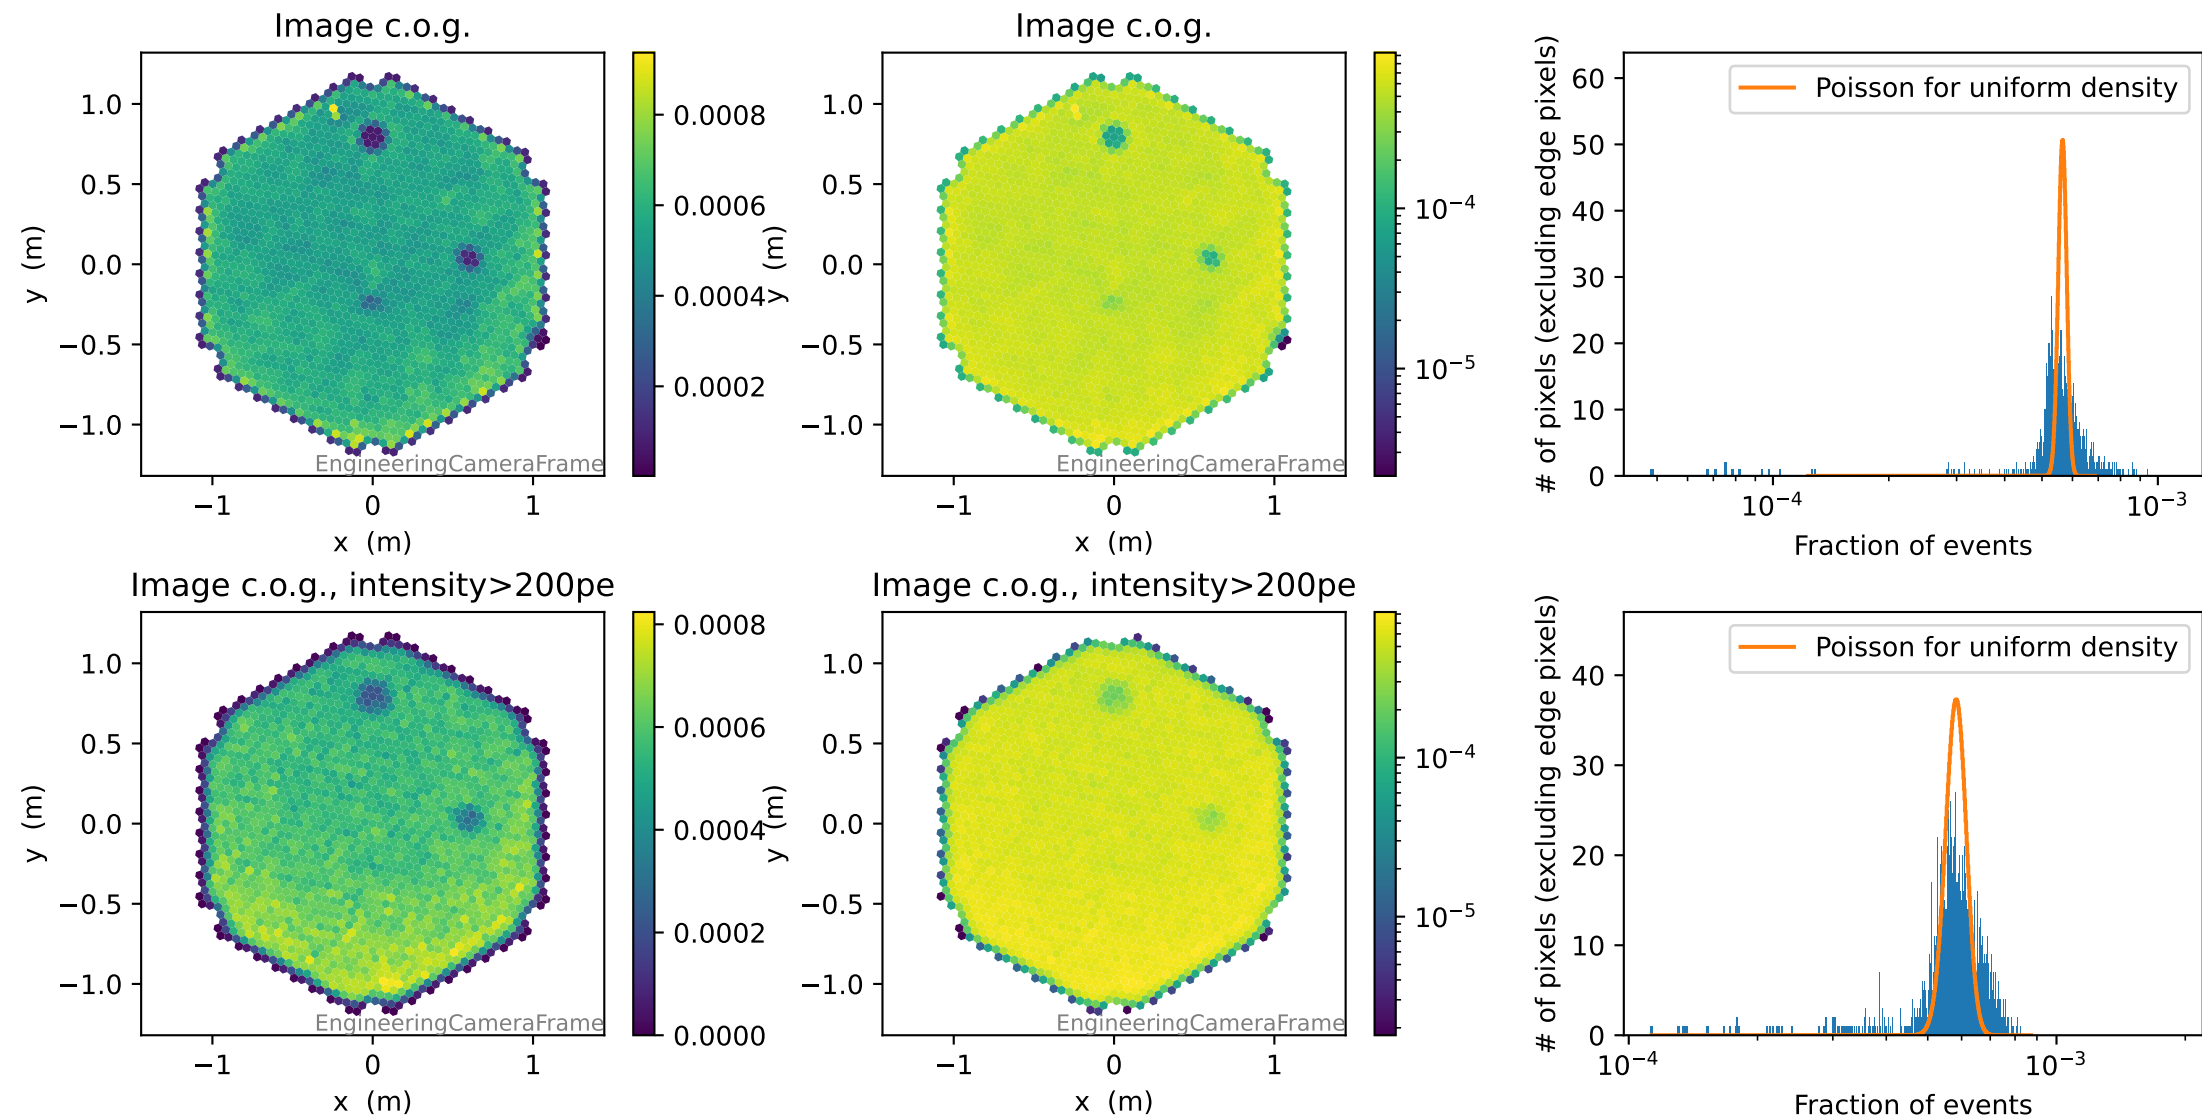 Image c.o.g.
1.0
0.5
0.0
−0.5
−1.0
y (m)
−1
0
1
x (m)
EngineeringCameraFrame
0.0008
0.0006
0.0004
0.0002
Image c.o.g.
1.0
0.5
0.0
−0.5
−1.0
y (m)
−1
0
1
x (m)
EngineeringCameraFrame
10⁻⁴
10⁻⁵
Poisson for uniform density
60
50
40
30
20
10
0
# of pixels (excluding edge pixels)
10⁻⁴
10⁻³
Fraction of events
Image c.o.g., intensity>200pe
1.0
0.5
0.0
−0.5
−1.0
y (m)
−1
0
1
x (m)
EngineeringCameraFrame
0.0008
0.0006
0.0004
0.0002
0.0000
Image c.o.g., intensity>200pe
1.0
0.5
0.0
−0.5
−1.0
y (m)
−1
0
1
x (m)
EngineeringCameraFrame
10⁻⁴
10⁻⁵
Poisson for uniform density
40
30
20
10
0
# of pixels (excluding edge pixels)
10⁻⁴
10⁻³
Fraction of events